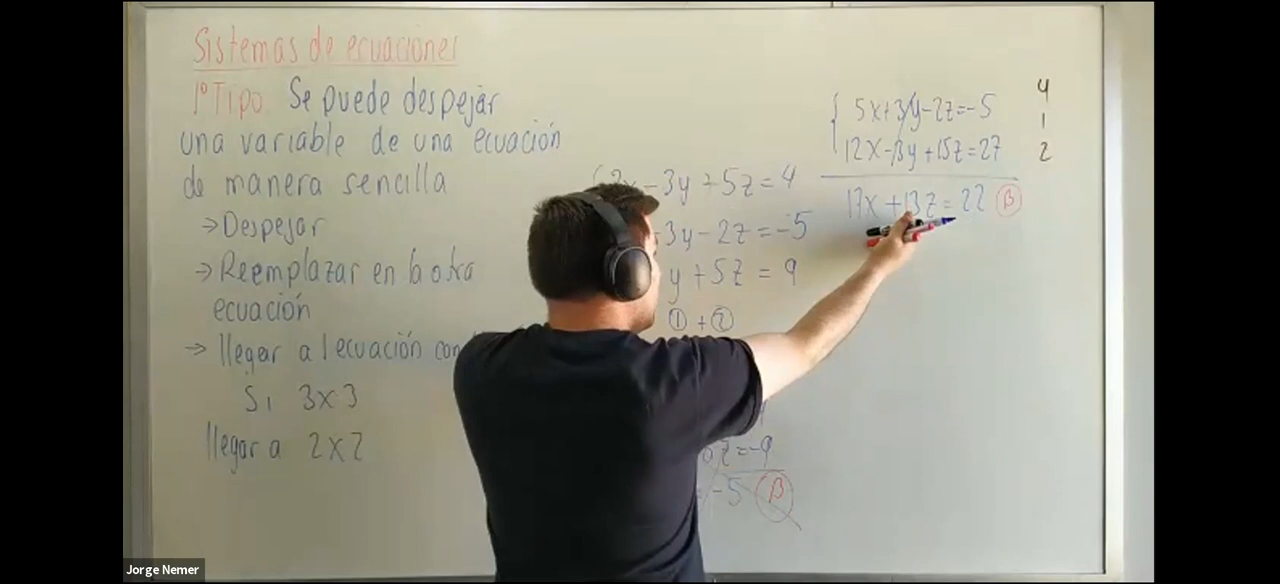 Sistemas de ecuaciones
1° Tipo. Se puede despejar
una variable de una ecuación
de manera sencilla
→ Despejar
→ Reemplazar en la otra
ecuación
→ llegar a 1 ecuación con
Si 3x3
llegar a 2x2
-3y+5z=4
3y-2z=-5
y+5z=9
①+②
z=-9
=-5 β
5x+3y-2z=-5
12x-3y+15z=27
17x+13z=22 β
4
1
2
Jorge Nemer